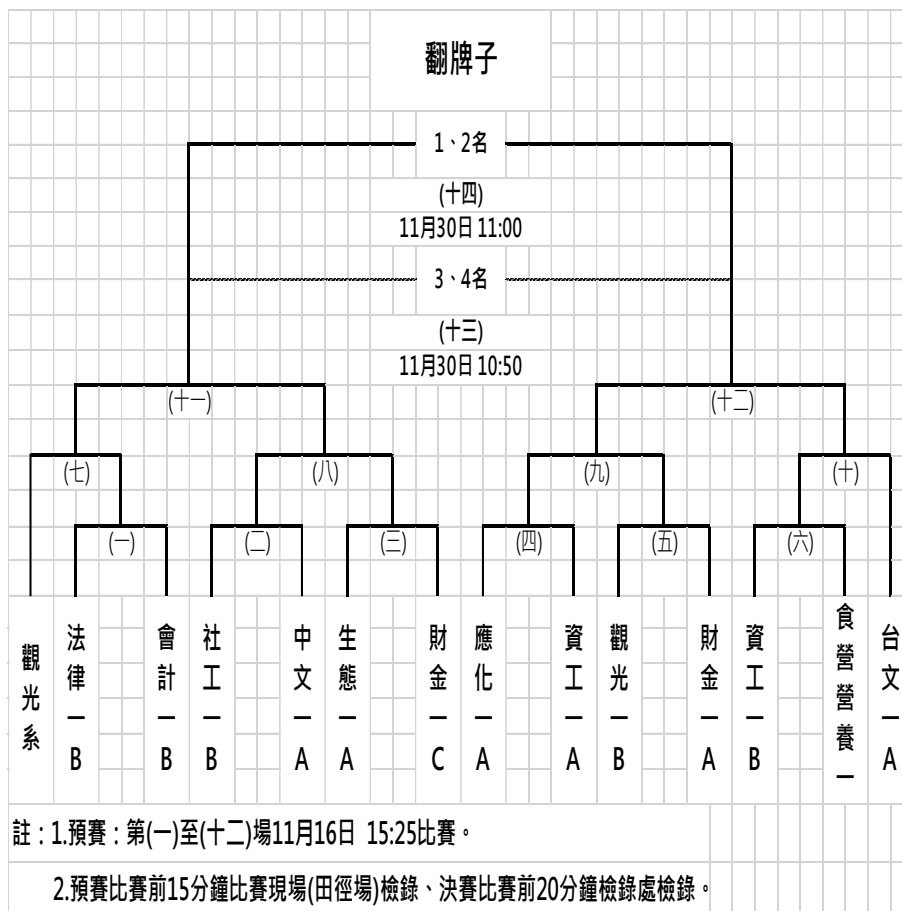 翻牌子
1、2名
(十四)
11月30日 11:00
3、4名
(十三)
11月30日 10:50
(十一)
(十二)
(七)
(八)
(九)
(十)
(一)
(二)
(三)
(四)
(五)
(六)
觀光系
法律一B
會計一B
社工一B
中文一A
生態一A
財金一C
應化一A
資工一A
觀光一B
財金一A
資工一B
食營營養一
台文一A
註：1.預賽：第(一)至(十二)場11月16日 15:25比賽。
2.預賽比賽前15分鐘比賽現場(田徑場)檢錄、決賽比賽前20分鐘檢錄處檢錄。